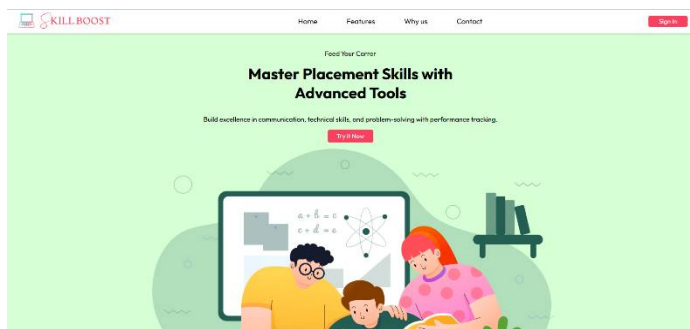 SKILL BOOST
Home Features Why us Contact
Sign In
Feed Your Carrer
Master Placement Skills with
Advanced Tools
Build excellence in communication, technical skills, and problem-solving with performance tracking.
Try It Now
a + b = c
c + d = e